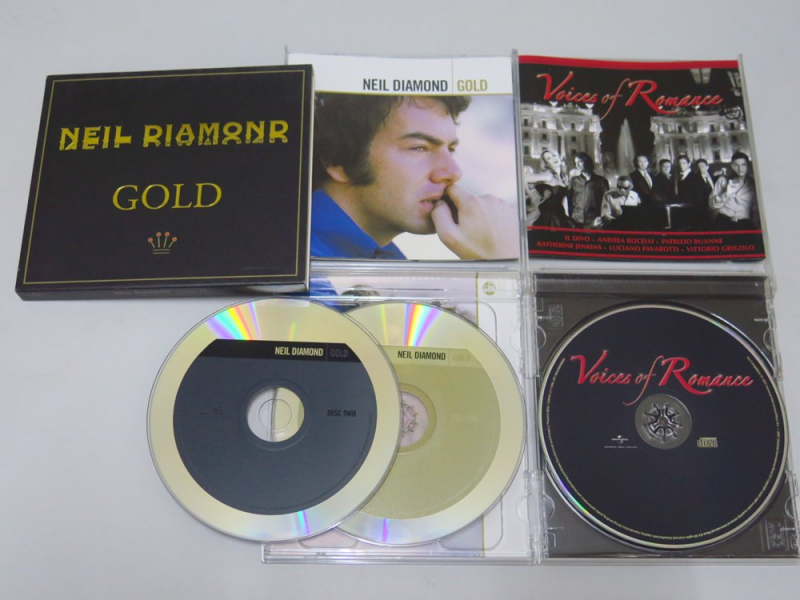 NEIL DIAMOND
GOLD
NEIL DIAMOND GOLD
Voices of Romance
IL DIVO • ANDREA BOCELLI • PATRIZIO BUANNE
KATHERINE JENKINS • LUCIANO PAVAROTTI • VITTORIO GRIGOLO
NEIL DIAMOND GOLD
DISC TWO
NEIL DIAMOND GOLD
Voices of Romance